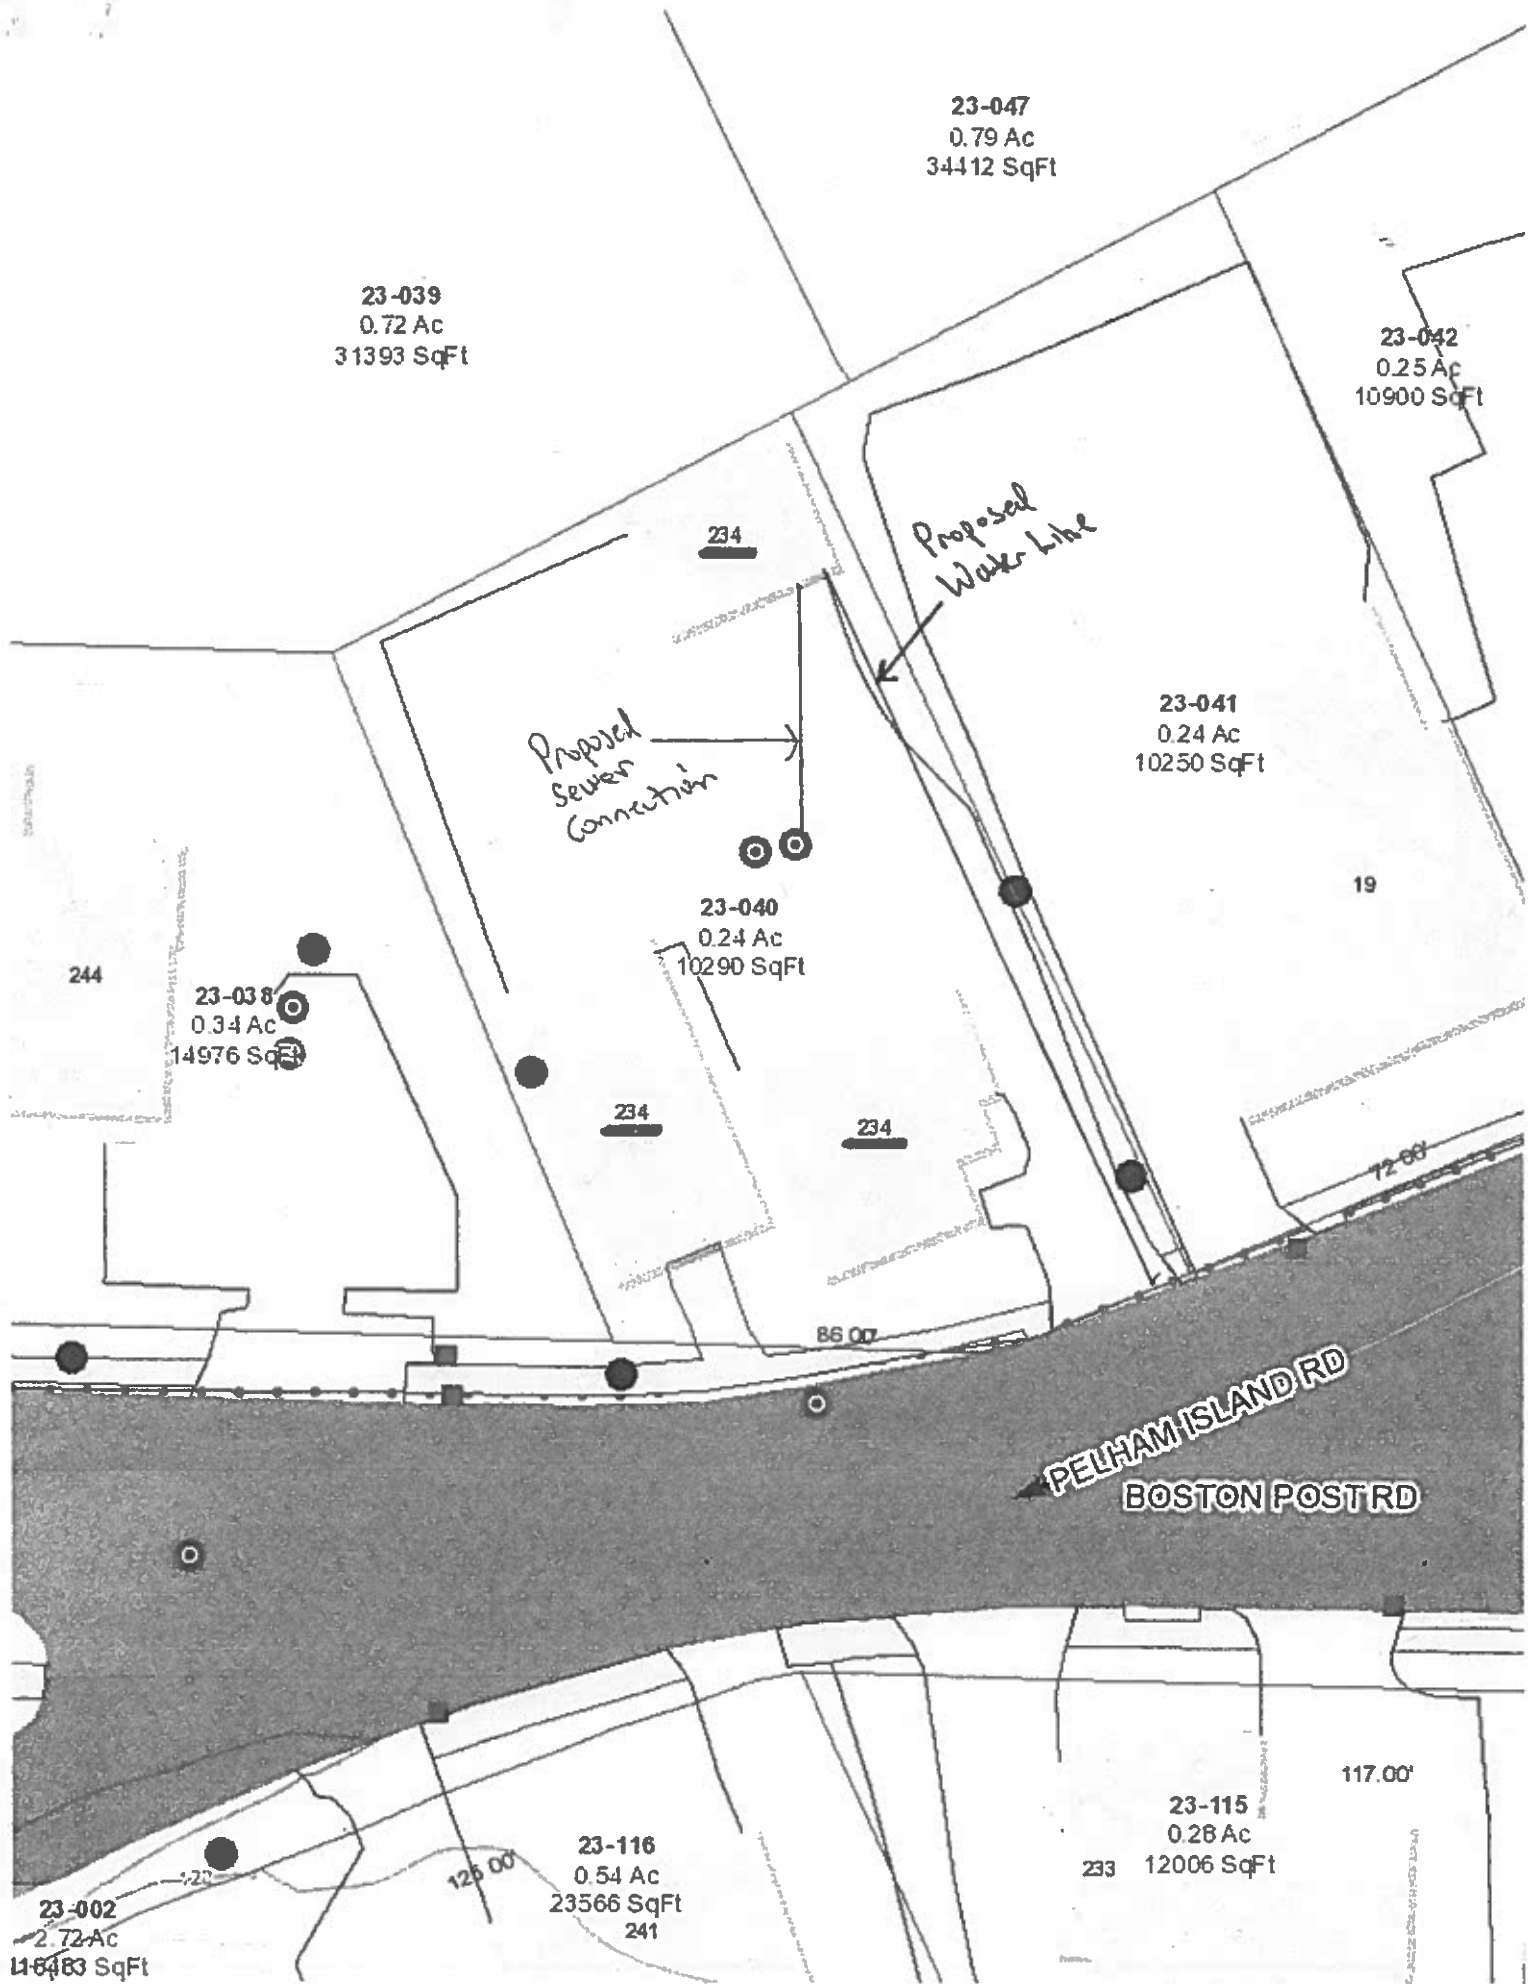 23-047
0.79 Ac
34412 SqFt
23-039
0.72 Ac
31393 SqFt
23-042
0.25 Ac
10900 SqFt
234
Proposed
Water Line
23-041
0.24 Ac
10250 SqFt
Proposed
Sewer
Connection
19
23-040
0.24 Ac
10290 SqFt
244
23-038
0.34 Ac
14976 SqFt
234
234
72.00'
86.00'
PELHAM ISLAND RD
BOSTON POST RD
117.00'
23-115
0.28 Ac
233 12006 SqFt
23-116
0.54 Ac
23566 SqFt
241
125.00'
23-002
2.72 Ac
SqFt